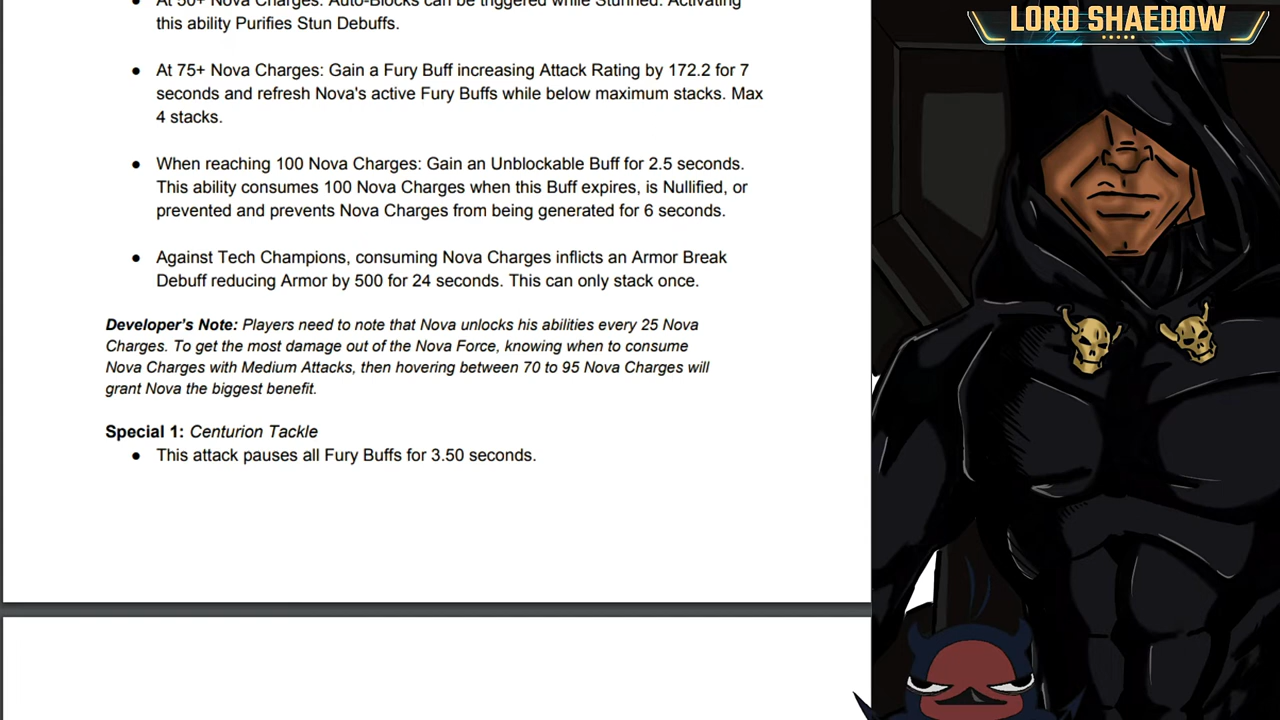 At 50+ Nova Charges: Auto-Blocks can be triggered while Stunned. Activating
this ability Purifies Stun Debuffs.
● At 75+ Nova Charges: Gain a Fury Buff increasing Attack Rating by 172.2 for 7
seconds and refresh Nova's active Fury Buffs while below maximum stacks. Max
4 stacks.
● When reaching 100 Nova Charges: Gain an Unblockable Buff for 2.5 seconds.
This ability consumes 100 Nova Charges when this Buff expires, is Nullified, or
prevented and prevents Nova Charges from being generated for 6 seconds.
● Against Tech Champions, consuming Nova Charges inflicts an Armor Break
Debuff reducing Armor by 500 for 24 seconds. This can only stack once.
Developer's Note: Players need to note that Nova unlocks his abilities every 25 Nova
Charges. To get the most damage out of the Nova Force, knowing when to consume
Nova Charges with Medium Attacks, then hovering between 70 to 95 Nova Charges will
grant Nova the biggest benefit.
Special 1: Centurion Tackle
● This attack pauses all Fury Buffs for 3.50 seconds.
LORD SHAEDOW